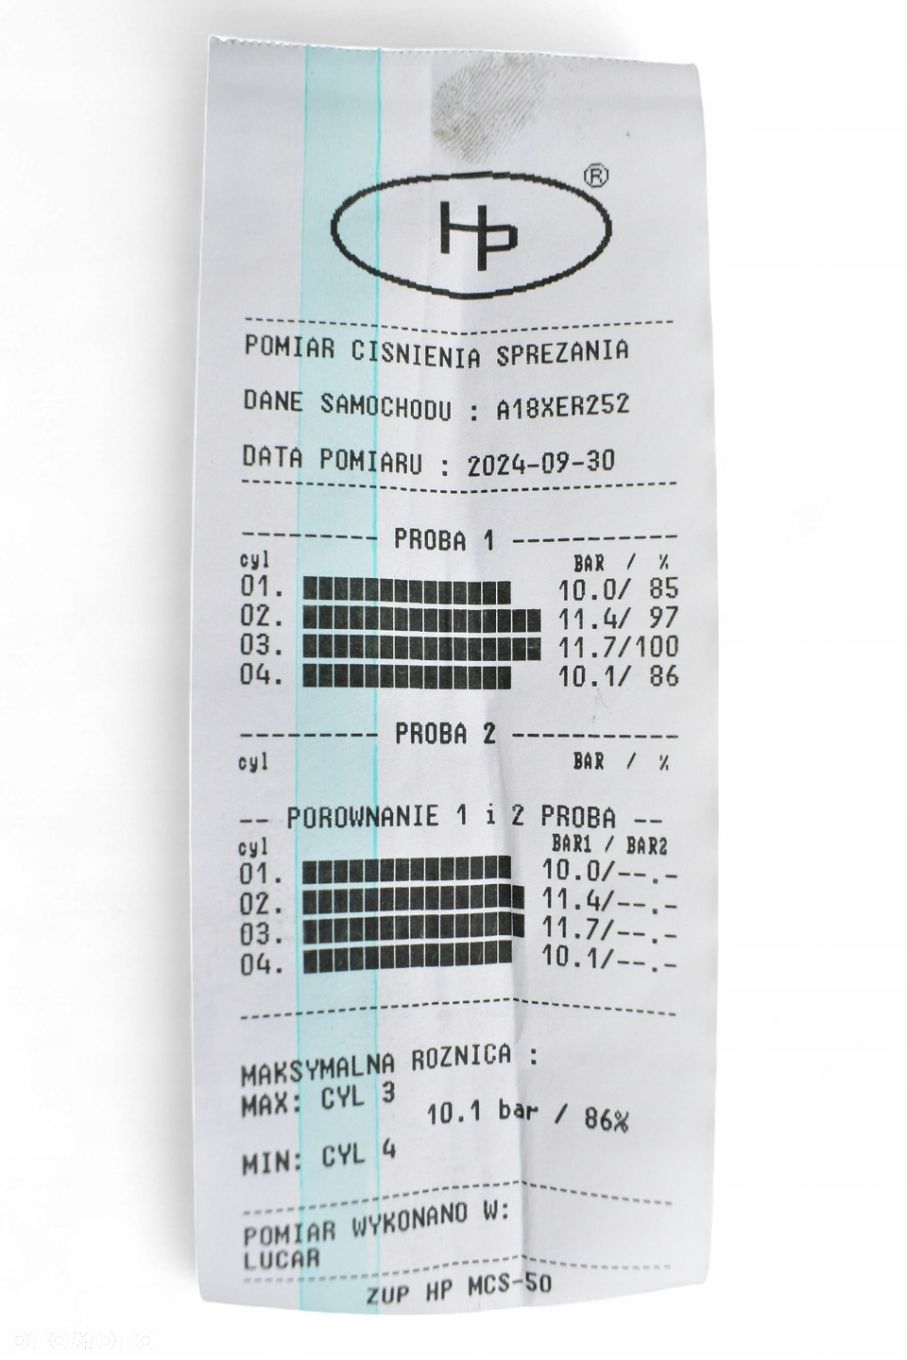 HP ®
POMIAR CISNIENIA SPREZANIA
DANE SAMOCHODU : A18XER252
DATA POMIARU : 2024-09-30
--------- PROBA 1 -----------
cyl BAR / %
01. 10.0/ 85
02. 11.4/ 97
03. 11.7/100
04. 10.1/ 86
--------- PROBA 2 -----------
cyl BAR / %
-- POROWNANIE 1 i 2 PROBA --
cyl BAR1 / BAR2
01. 10.0/--.-
02. 11.4/--.-
03. 11.7/--.-
04. 10.1/--.-
MAKSYMALNA ROZNICA :
MAX: CYL 3
10.1 bar / 86%
MIN: CYL 4
POMIAR WYKONANO W:
LUCAR
ZUP HP MCS-50